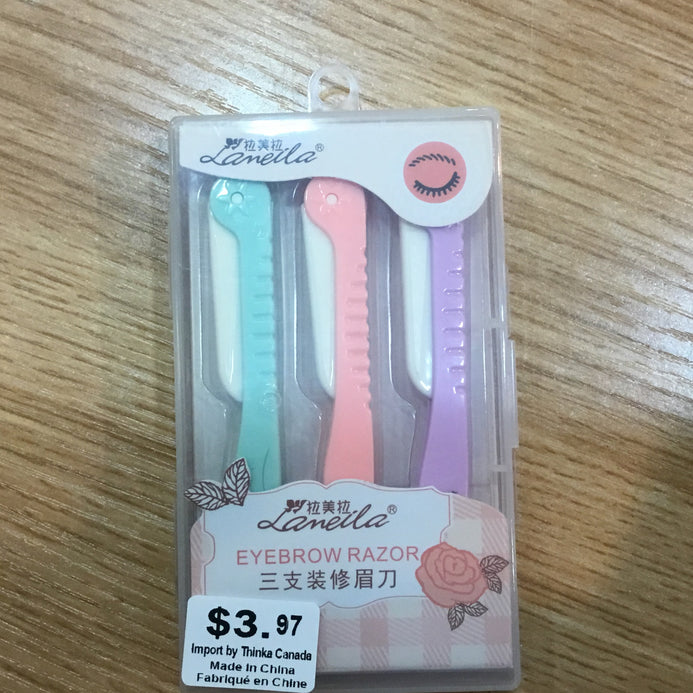 拉美拉
Laneila®
拉美拉
Laneila®
EYEBROW RAZOR
三支装修眉刀
$3.97
Import by Thinka Canada
Made in China
Fabriqué en Chine